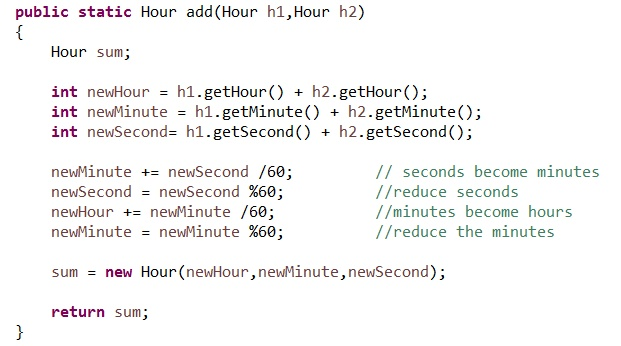 public static Hour add(Hour h1,Hour h2)
{
    Hour sum;

    int newHour = h1.getHour() + h2.getHour();
    int newMinute = h1.getMinute() + h2.getMinute();
    int newSecond= h1.getSecond() + h2.getSecond();

    newMinute += newSecond /60;          // seconds become minutes
    newSecond = newSecond %60;           //reduce seconds
    newHour += newMinute /60;            //minutes become hours
    newMinute = newMinute %60;           //reduce the minutes

    sum = new Hour(newHour,newMinute,newSecond);

    return sum;
}